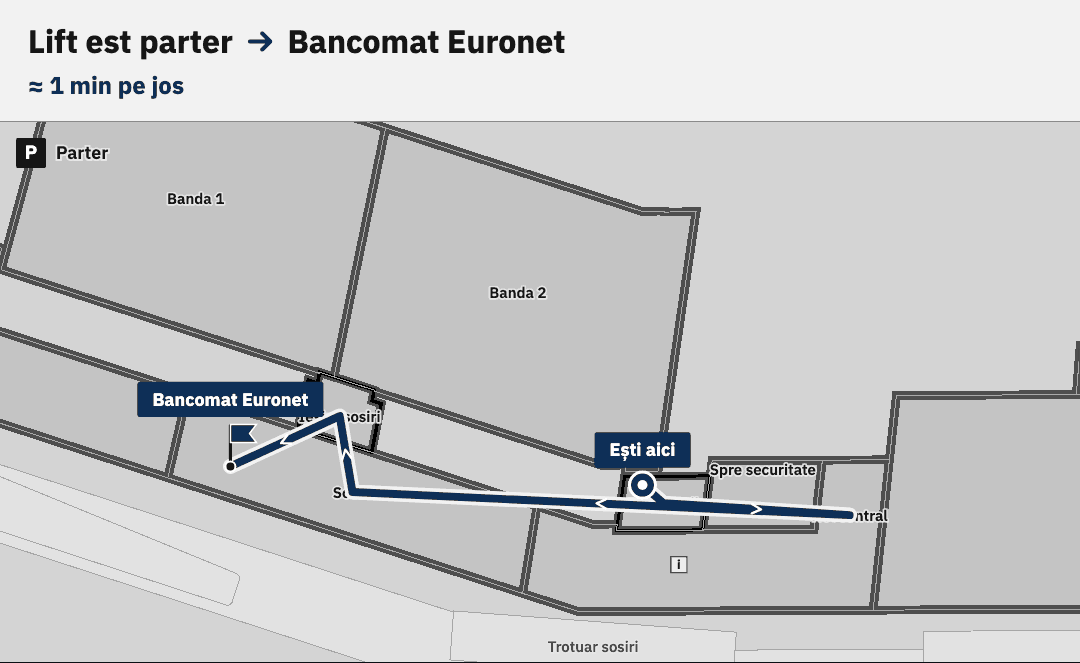 Lift est parter → Bancomat Euronet
≈ 1 min pe jos
P Parter
Banda 1
Banda 2
Bancomat Euronet
sosiri
Ești aici
Spre securitate
i
Trotuar sosiri